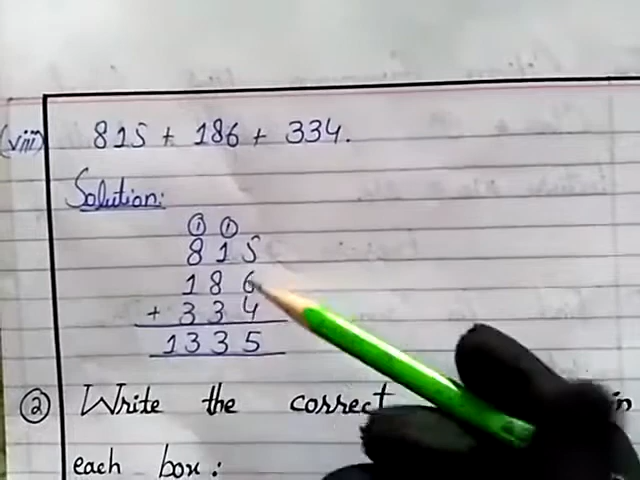 (viii) 815 + 186 + 334.
Solution:
① ①
8 1 5
1 8 6
+ 3 3 4
1 3 3 5
② Write the correct in
each box: